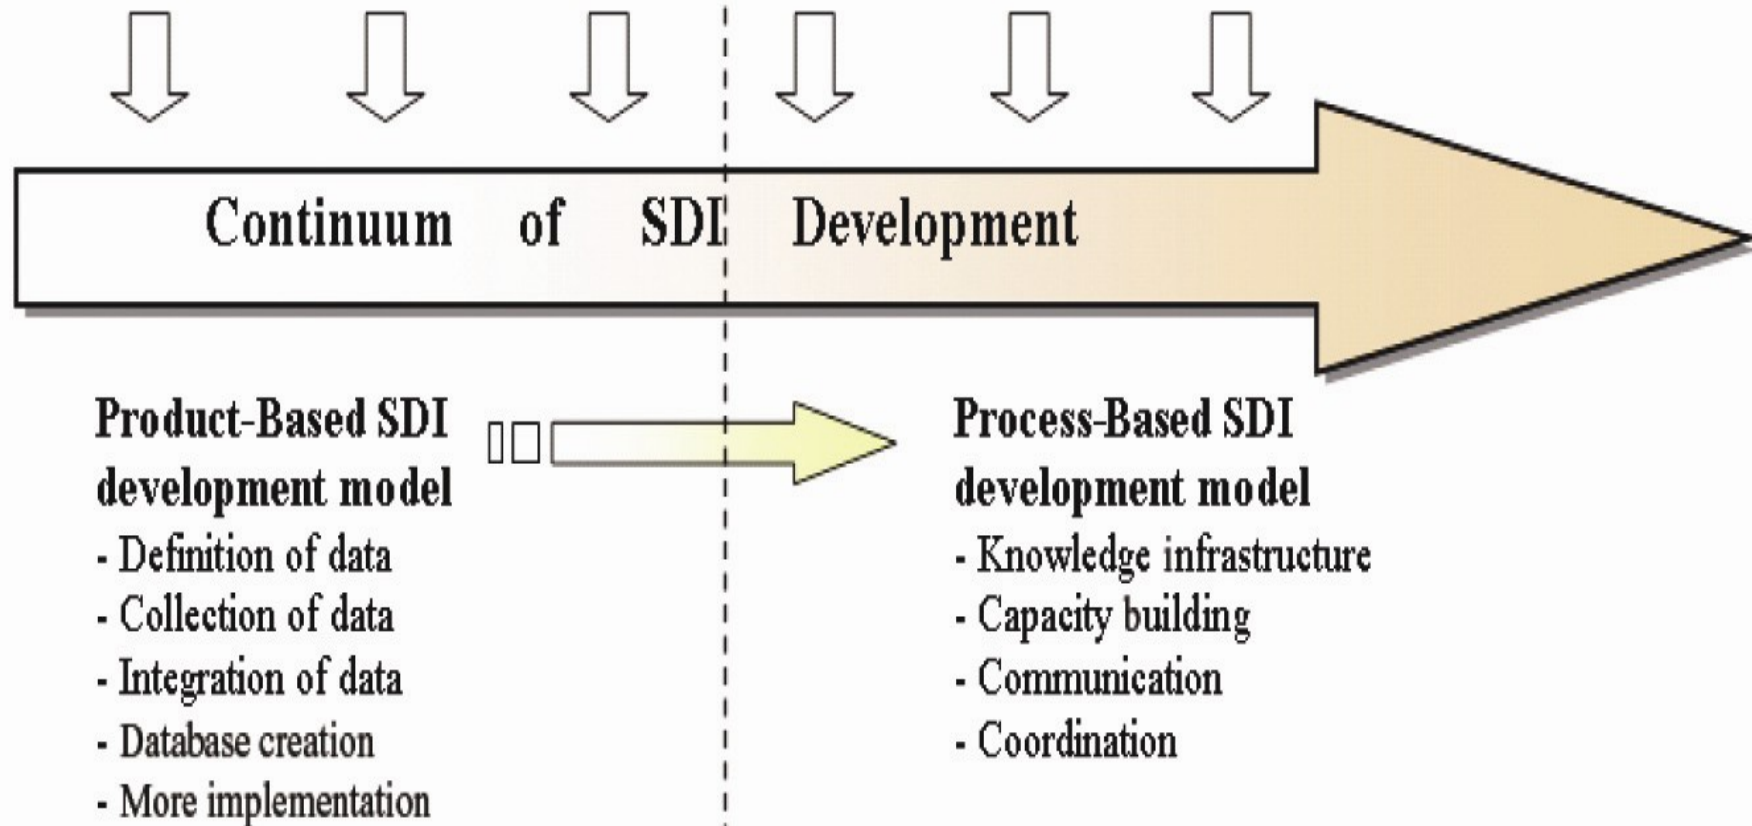 Continuum of SDI Development
Product-Based SDI
development model
- Definition of data
- Collection of data
- Integration of data
- Database creation
- More implementation
Process-Based SDI
development model
- Knowledge infrastructure
- Capacity building
- Communication
- Coordination